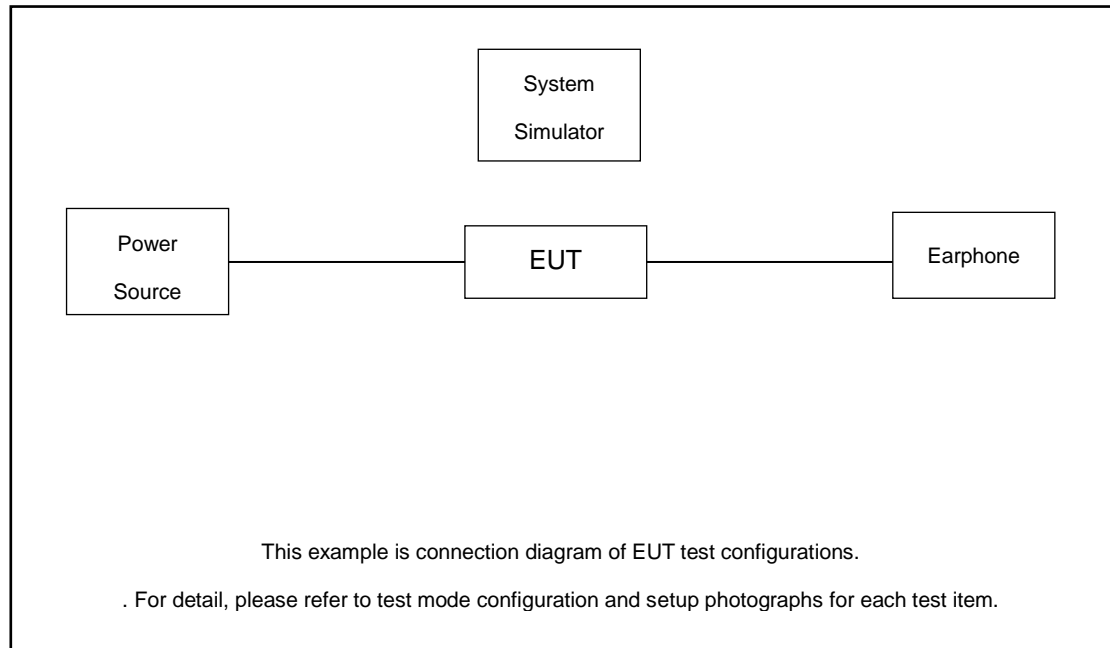 System
Simulator
Power
Source
EUT
Earphone
This example is connection diagram of EUT test configurations.
. For detail, please refer to test mode configuration and setup photographs for each test item.